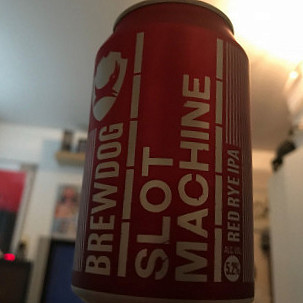 BREWDOG
SLOT
MACHINE
RED RYE IPA